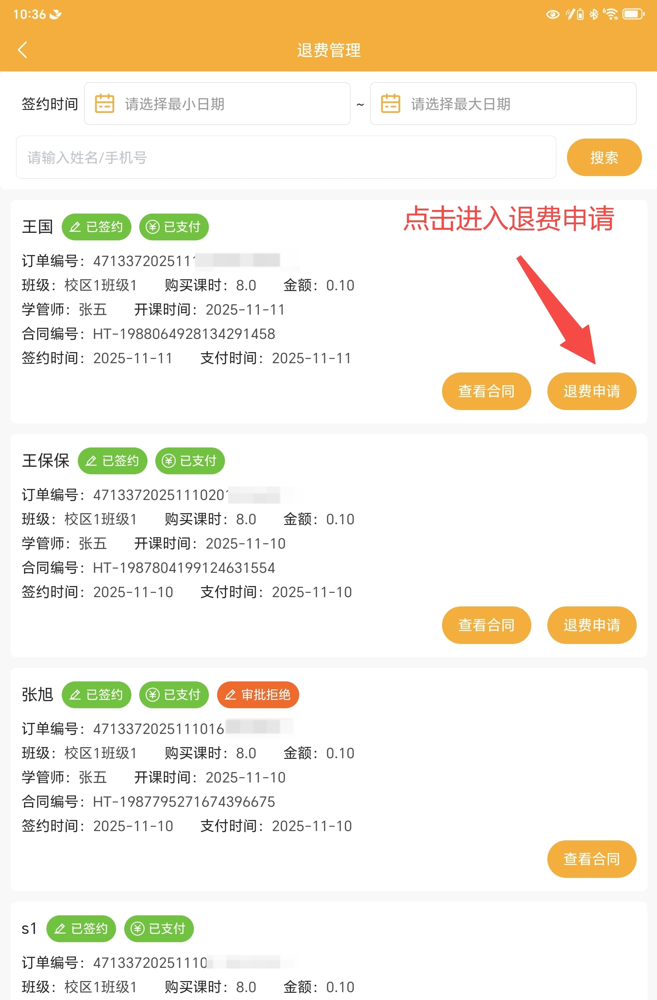 10:36
退费管理
签约时间 请选择最小日期 ~ 请选择最大日期
请输入姓名/手机号 搜索
点击进入退费申请
王国 已签约 已支付
订单编号：4713372025111
班级：校区1班级1 购买课时：8.0 金额：0.10
学管师：张五 开课时间：2025-11-11
合同编号：HT-1988064928134291458
签约时间：2025-11-11 支付时间：2025-11-11
查看合同 退费申请
王保保 已签约 已支付
订单编号：4713372025111020
班级：校区1班级1 购买课时：8.0 金额：0.10
学管师：张五 开课时间：2025-11-10
合同编号：HT-1987804199124631554
签约时间：2025-11-10 支付时间：2025-11-10
查看合同 退费申请
张旭 已签约 已支付 审批拒绝
订单编号：4713372025111016
班级：校区1班级1 购买课时：8.0 金额：0.10
学管师：张五 开课时间：2025-11-10
合同编号：HT-1987795271674396675
签约时间：2025-11-10 支付时间：2025-11-10
查看合同
s1 已签约 已支付
订单编号：47133720251110
班级：校区1班级1 购买课时：8.0 金额：0.10